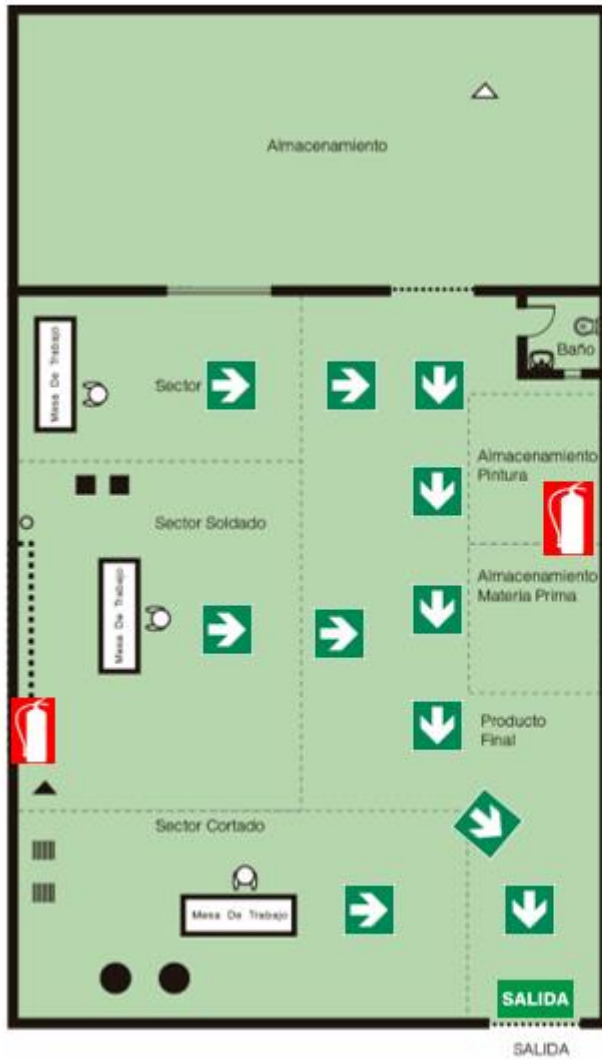 Almacenamiento
Mesa De Trabajo
Sector
Baño
Almacenamiento
Pintura
Sector Soldado
Mesa De Trabajo
Almacenamiento
Materia Prima
Producto
Final
Sector Cortado
Mesa De Trabajo
SALIDA
SALIDA